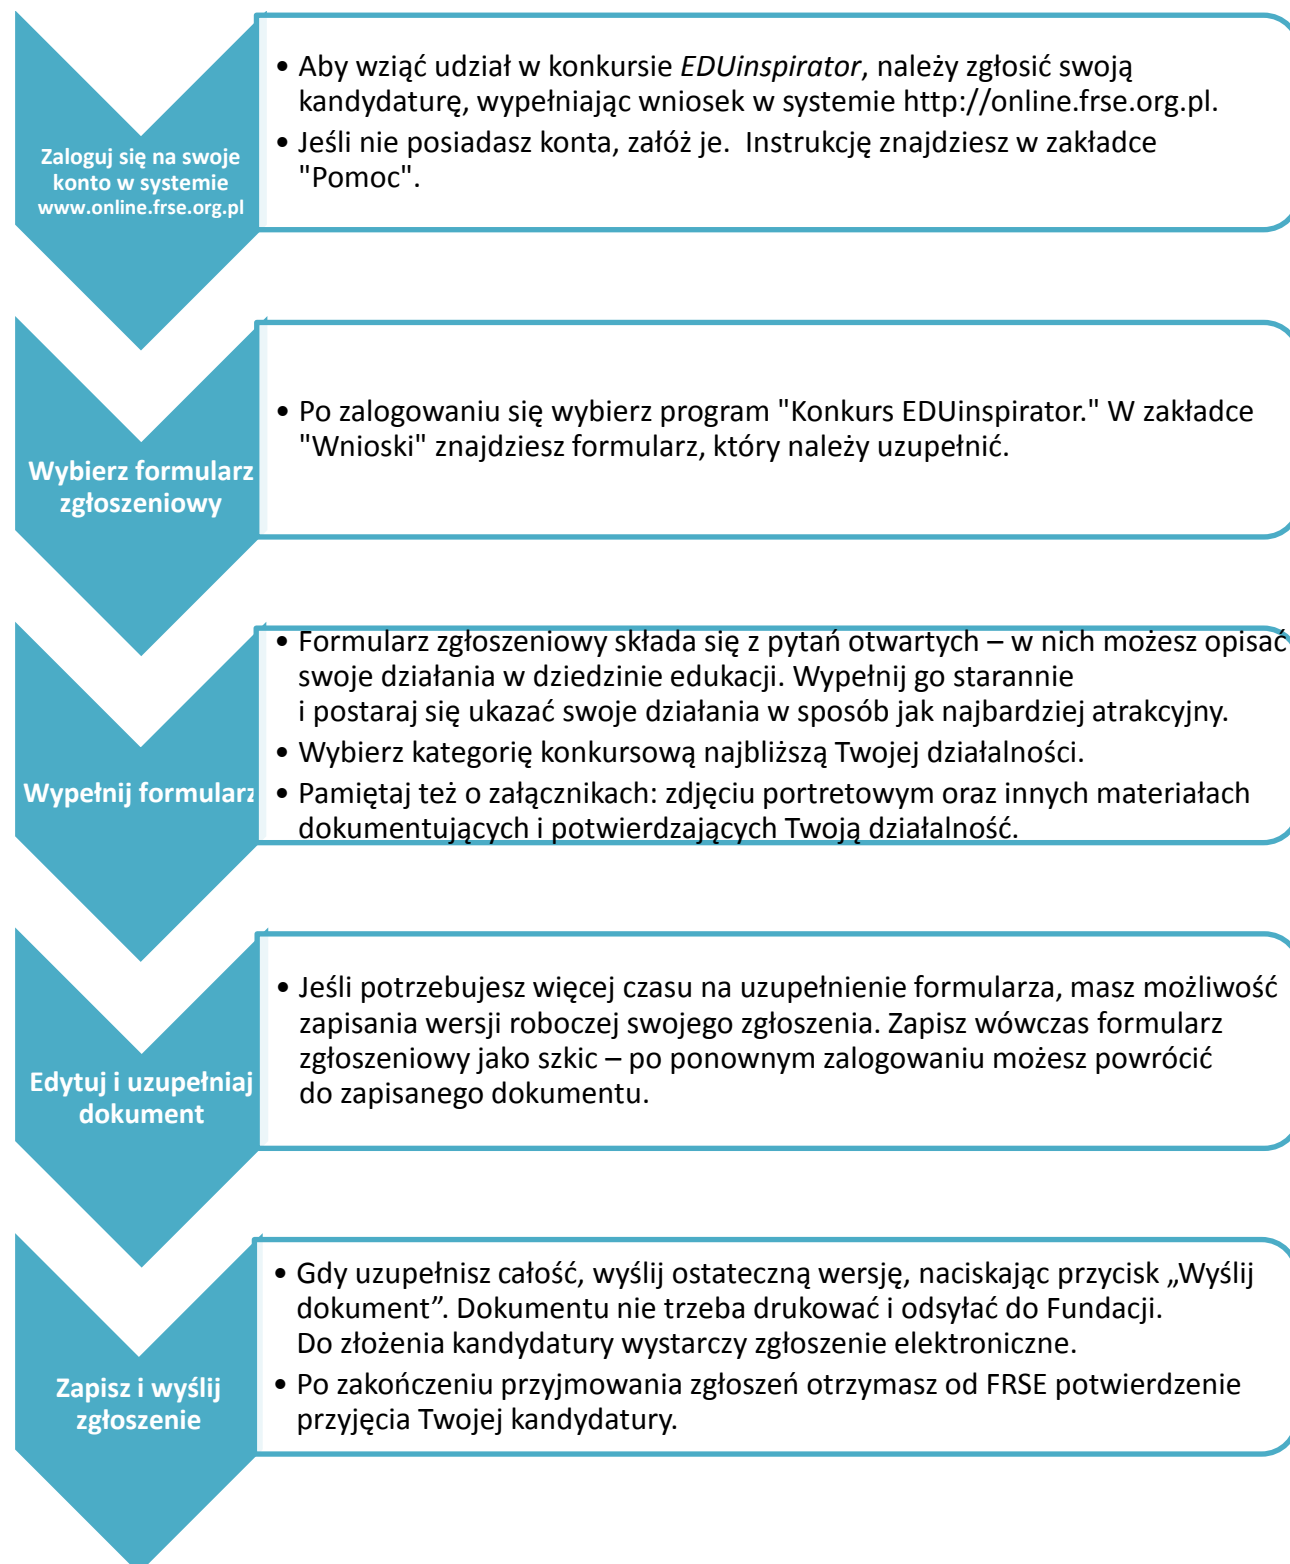 Zaloguj się na swoje
konto w systemie
www.online.frse.org.pl
• Aby wziąć udział w konkursie EDUinspirator, należy zgłosić swoją
kandydaturę, wypełniając wniosek w systemie http://online.frse.org.pl.
• Jeśli nie posiadasz konta, załóż je.  Instrukcję znajdziesz w zakładce
"Pomoc".
Wybierz formularz
zgłoszeniowy
• Po zalogowaniu się wybierz program "Konkurs EDUinspirator." W zakładce
"Wnioski" znajdziesz formularz, który należy uzupełnić.
Wypełnij formularz
• Formularz zgłoszeniowy składa się z pytań otwartych – w nich możesz opisać
swoje działania w dziedzinie edukacji. Wypełnij go starannie
i postaraj się ukazać swoje działania w sposób jak najbardziej atrakcyjny.
• Wybierz kategorię konkursową najbliższą Twojej działalności.
• Pamiętaj też o załącznikach: zdjęciu portretowym oraz innych materiałach
dokumentujących i potwierdzających Twoją działalność.
Edytuj i uzupełniaj
dokument
• Jeśli potrzebujesz więcej czasu na uzupełnienie formularza, masz możliwość
zapisania wersji roboczej swojego zgłoszenia. Zapisz wówczas formularz
zgłoszeniowy jako szkic – po ponownym zalogowaniu możesz powrócić
do zapisanego dokumentu.
Zapisz i wyślij
zgłoszenie
• Gdy uzupełnisz całość, wyślij ostateczną wersję, naciskając przycisk „Wyślij
dokument”. Dokumentu nie trzeba drukować i odsyłać do Fundacji.
Do złożenia kandydatury wystarczy zgłoszenie elektroniczne.
• Po zakończeniu przyjmowania zgłoszeń otrzymasz od FRSE potwierdzenie
przyjęcia Twojej kandydatury.